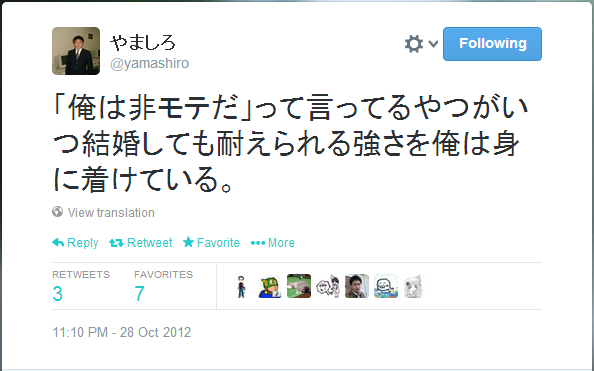 やましろ
@yamashiro
Following
「俺は非モテだ」って言ってるやつがい
つ結婚しても耐えられる強さを俺は身
に着けている。
View translation
Reply Retweet Favorite More
RETWEETS FAVORITES
3 7
11:10 PM - 28 Oct 2012